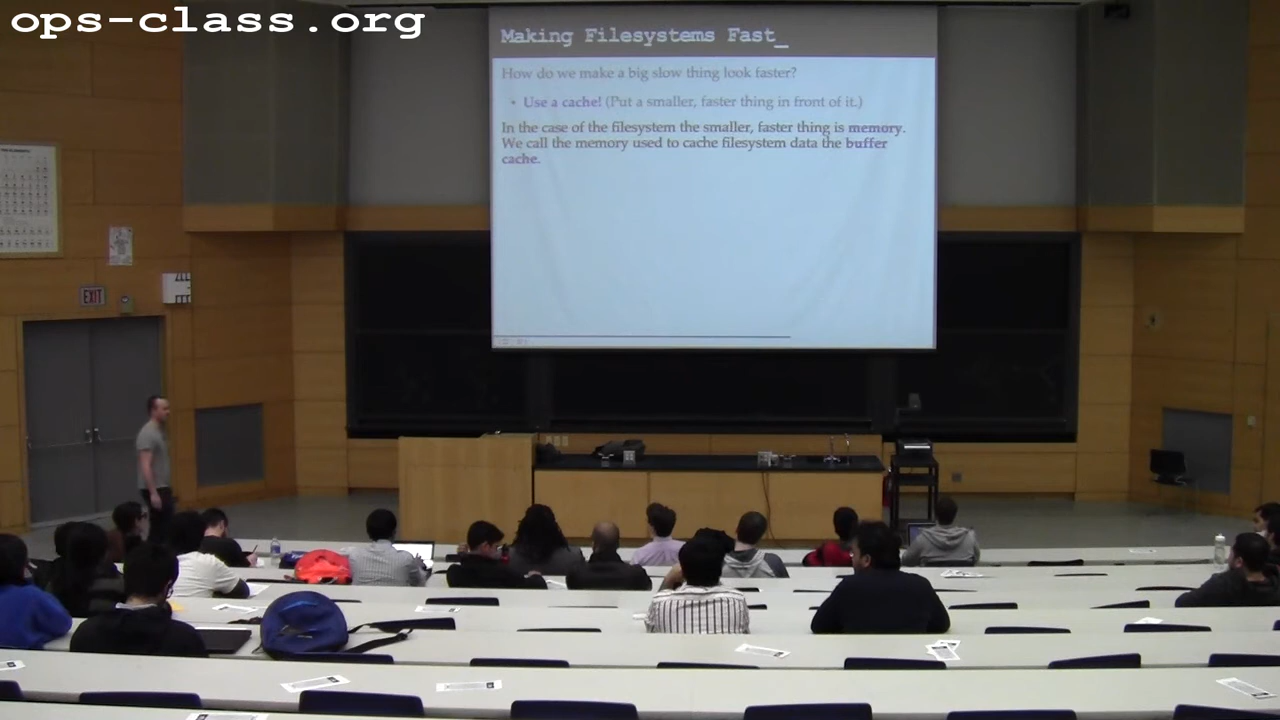 ops-class.org
Making Filesystems Fast_
How do we make a big slow thing look faster?
• Use a cache! (Put a smaller, faster thing in front of it.)
In the case of the filesystem the smaller, faster thing is memory.
We call the memory used to cache filesystem data the buffer
cache.
EXIT